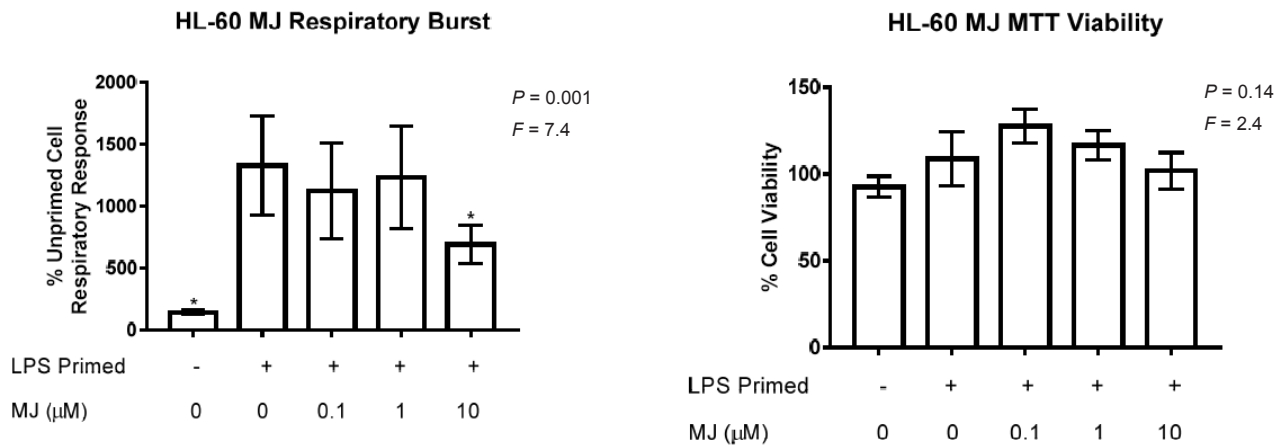 HL-60 MJ Respiratory Burst
% Unprimed Cell
Respiratory Response
2000
1500
1000
500
0
P = 0.001
F = 7.4
*
*
LPS Primed - + + + +
MJ (µM) 0 0 0.1 1 10
HL-60 MJ MTT Viability
% Cell Viability
150
100
50
0
P = 0.14
F = 2.4
LPS Primed - + + + +
MJ (µM) 0 0 0.1 1 10